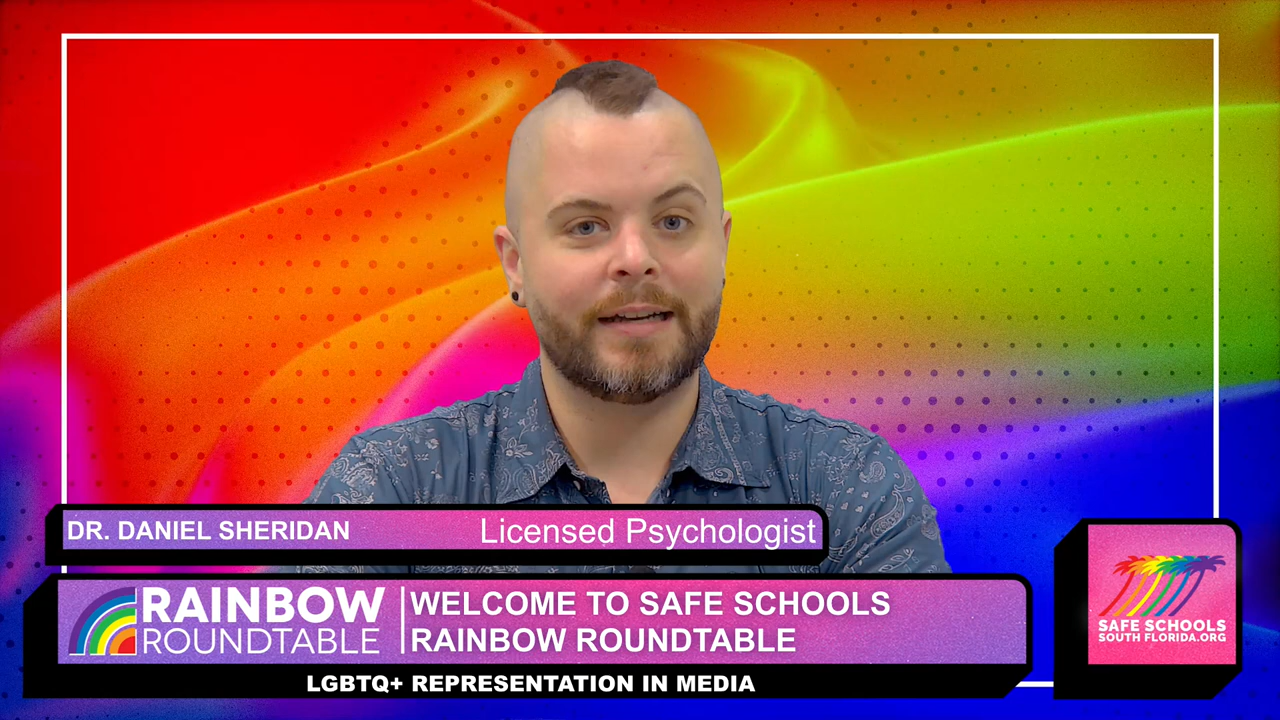 DR. DANIEL SHERIDAN
Licensed Psychologist
RAINBOW
ROUNDTABLE
WELCOME TO SAFE SCHOOLS
RAINBOW ROUNDTABLE
LGBTQ+ REPRESENTATION IN MEDIA
SAFE SCHOOLS
SOUTH FLORIDA.ORG